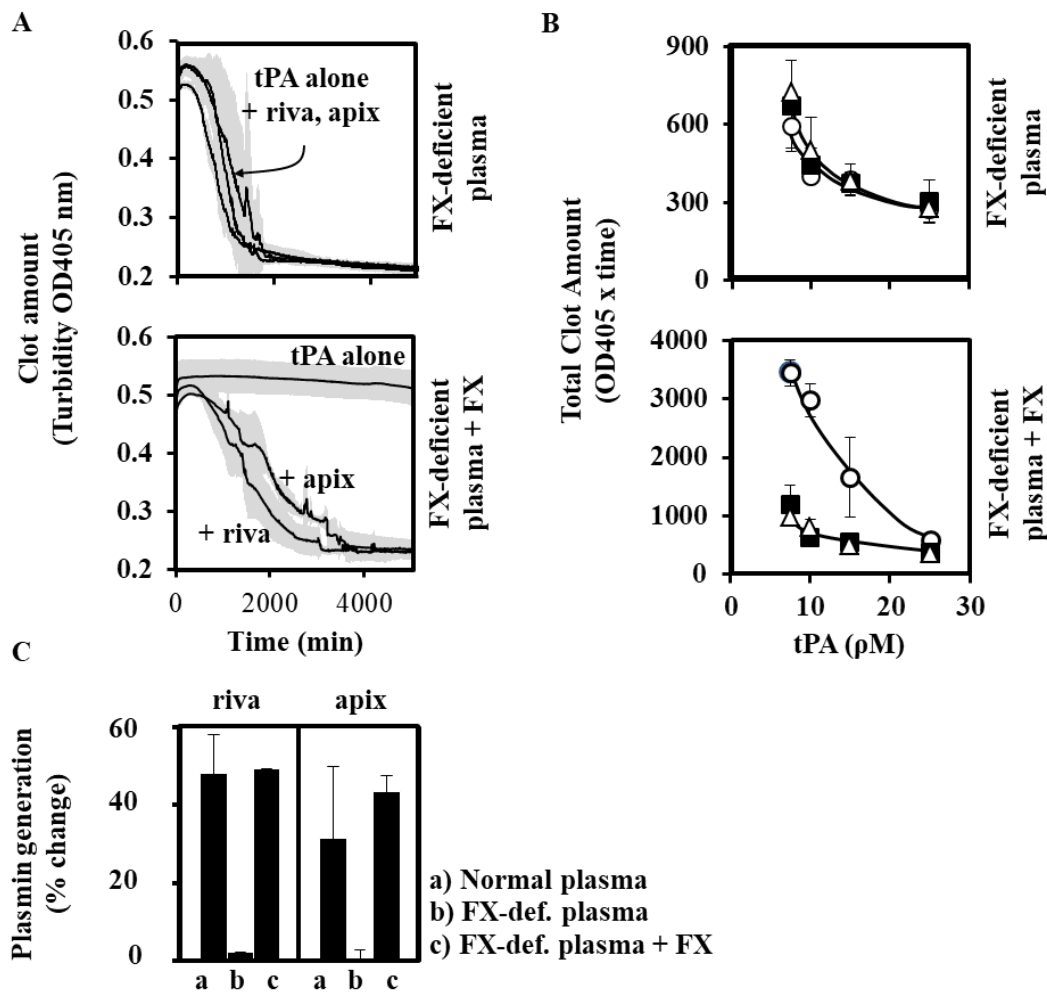 A
0.6
0.5
0.4
0.3
0.2
tPA alone
+ riva, apix
FX-deficient
plasma
Clot amount
(Turbidity OD405 nm)
0.6
0.5
0.4
0.3
0.2
tPA alone
+ apix
+ riva
FX-deficient
plasma + FX
0
2000
4000
Time (min)
B
900
600
300
0
FX-deficient
plasma
Total Clot Amount
(OD405 x time)
4000
3000
2000
1000
0
FX-deficient
plasma + FX
0
10
20
30
tPA (ρM)
C
riva
apix
60
40
20
0
Plasmin generation
(% change)
a b c a b c
a) Normal plasma
b) FX-def. plasma
c) FX-def. plasma + FX